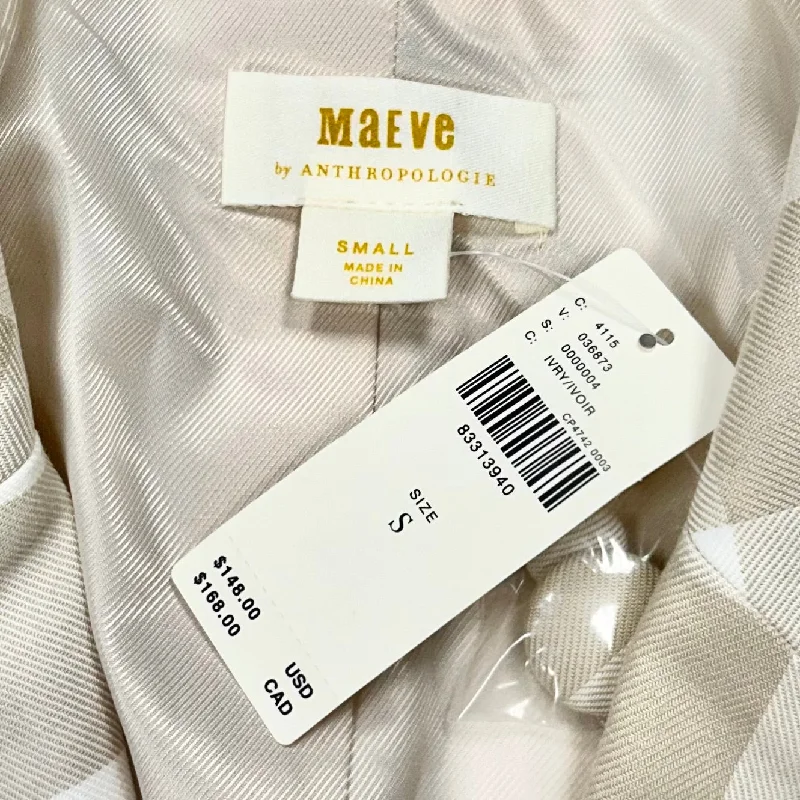 MaEve
by ANTHROPOLOGIE
SMALL
MADE IN
CHINA
C: 4115
V: 036873
S: 0000004
C: IVRY/IVOIR
CP4742 0003
83313940
SIZE
S
$148.00 USD
$168.00 CAD